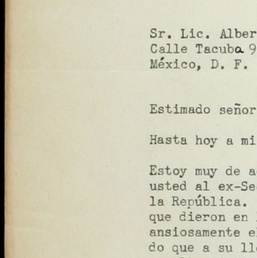 Sr. Lic. Alber
Calle Tacuba 9
México, D. F.
Estimado señor
Hasta hoy a mi
Estoy muy de a
usted al ex-Se
la República.
que dieron en
ansiosamente e
do que a su lle